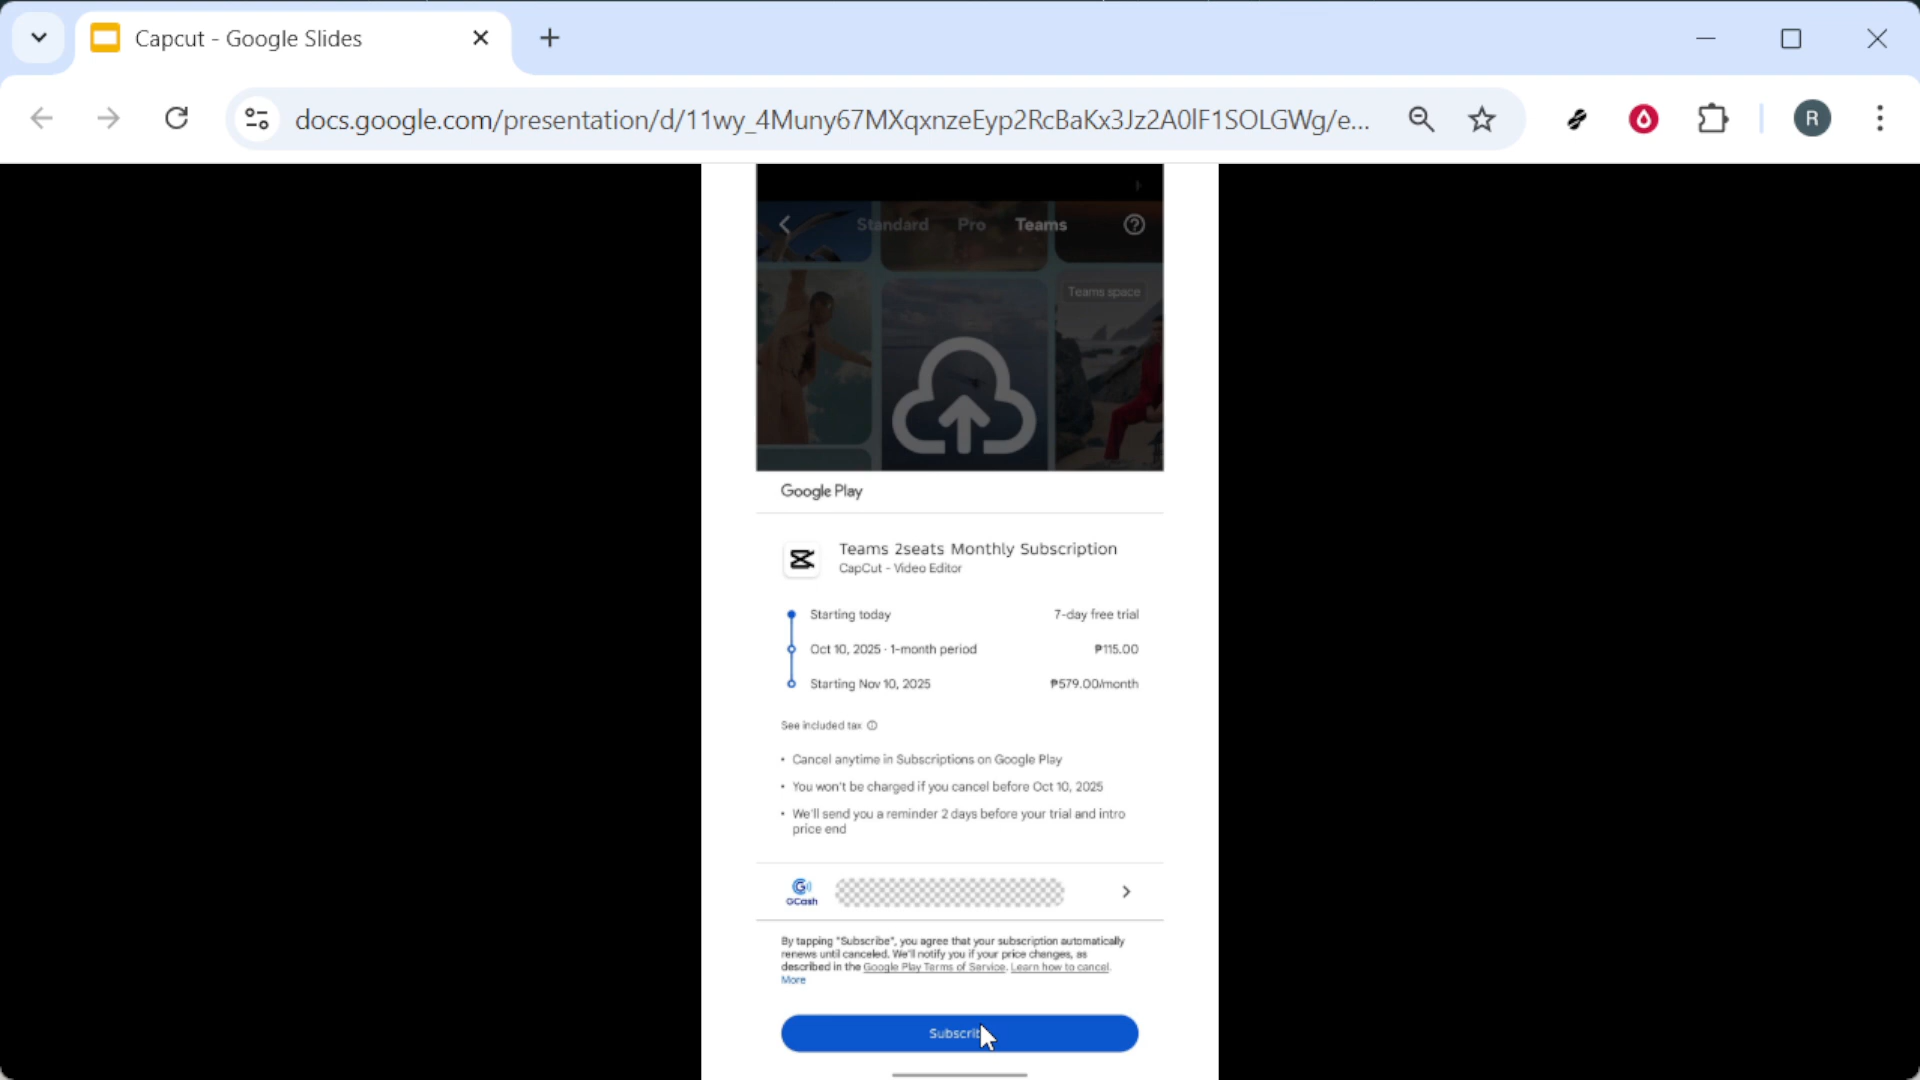 Capcut - Google Slides
docs.google.com/presentation/d/11wy_4Muny67MXqxnzeEyp2RcBaKx3Jz2A0lF1SOLGWg/e...
R
Standard Pro Teams
Teams space
Google Play
Teams 2seats Monthly Subscription
CapCut - Video Editor
Starting today 7-day free trial
Oct 10, 2025 · 1-month period ₱115.00
Starting Nov 10, 2025 ₱579.00/month
See included tax
• Cancel anytime in Subscriptions on Google Play
• You won't be charged if you cancel before Oct 10, 2025
• We'll send you a reminder 2 days before your trial and intro
price end
GCash
By tapping "Subscribe", you agree that your subscription automatically
renews until canceled. We'll notify you if your price changes, as
described in the Google Play Terms of Service. Learn how to cancel.
More
Subscribe